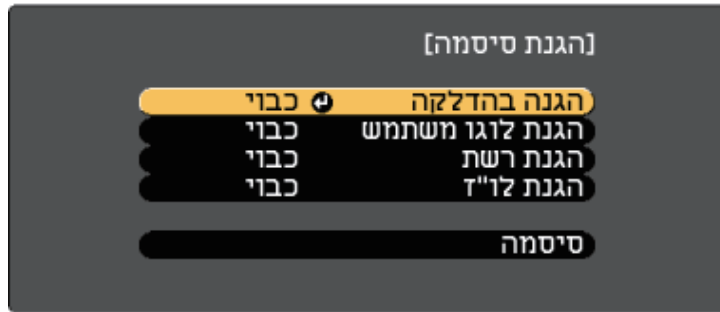 [הגנת סיסמה]
הגנה בהדלקה כבוי
הגנת לוגו משתמש כבוי
הגנת רשת כבוי
הגנת לו"ז כבוי
סיסמה